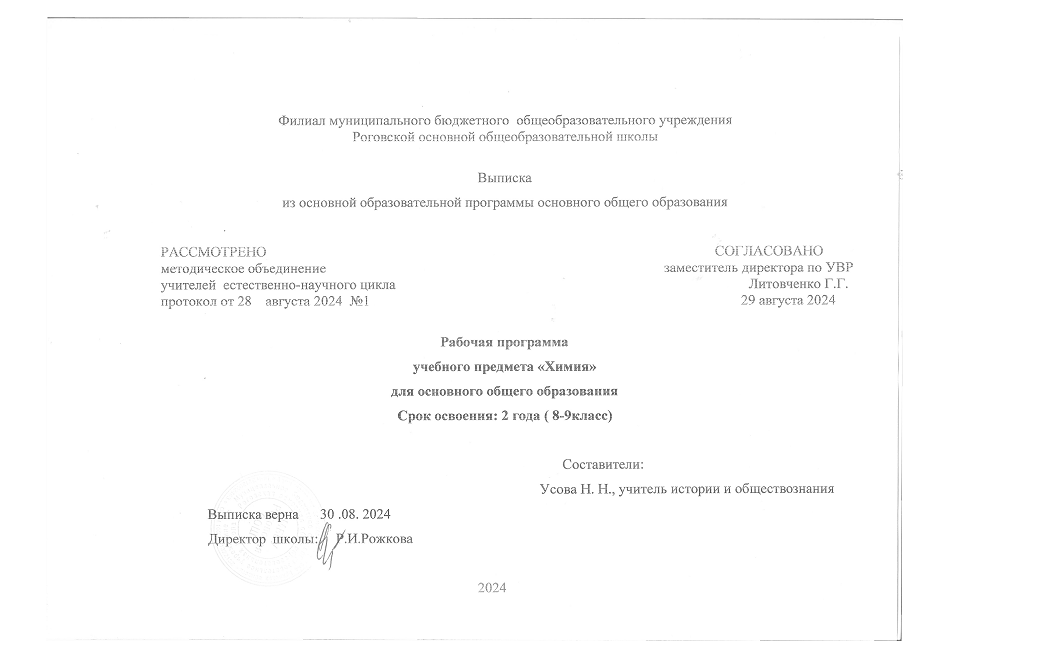 Филиал муниципального бюджетного общеобразовательного учреждения
Роговской основной общеобразовательной школы
Выписка
из основной образовательной программы основного общего образования
РАССМОТРЕНО
методическое объединение
учителей естественно-научного цикла
протокол от 28 августа 2024 №1
СОГЛАСОВАНО
заместитель директора по УВР
Литовченко Г.Г.
29 августа 2024
Рабочая программа
учебного предмета «Химия»
для основного общего образования
Срок освоения: 2 года ( 8-9класс)
Составители:
Усова Н. Н., учитель истории и обществознания
Выписка верна 30 .08. 2024
Директор школы: Р.И.Рожкова
2024